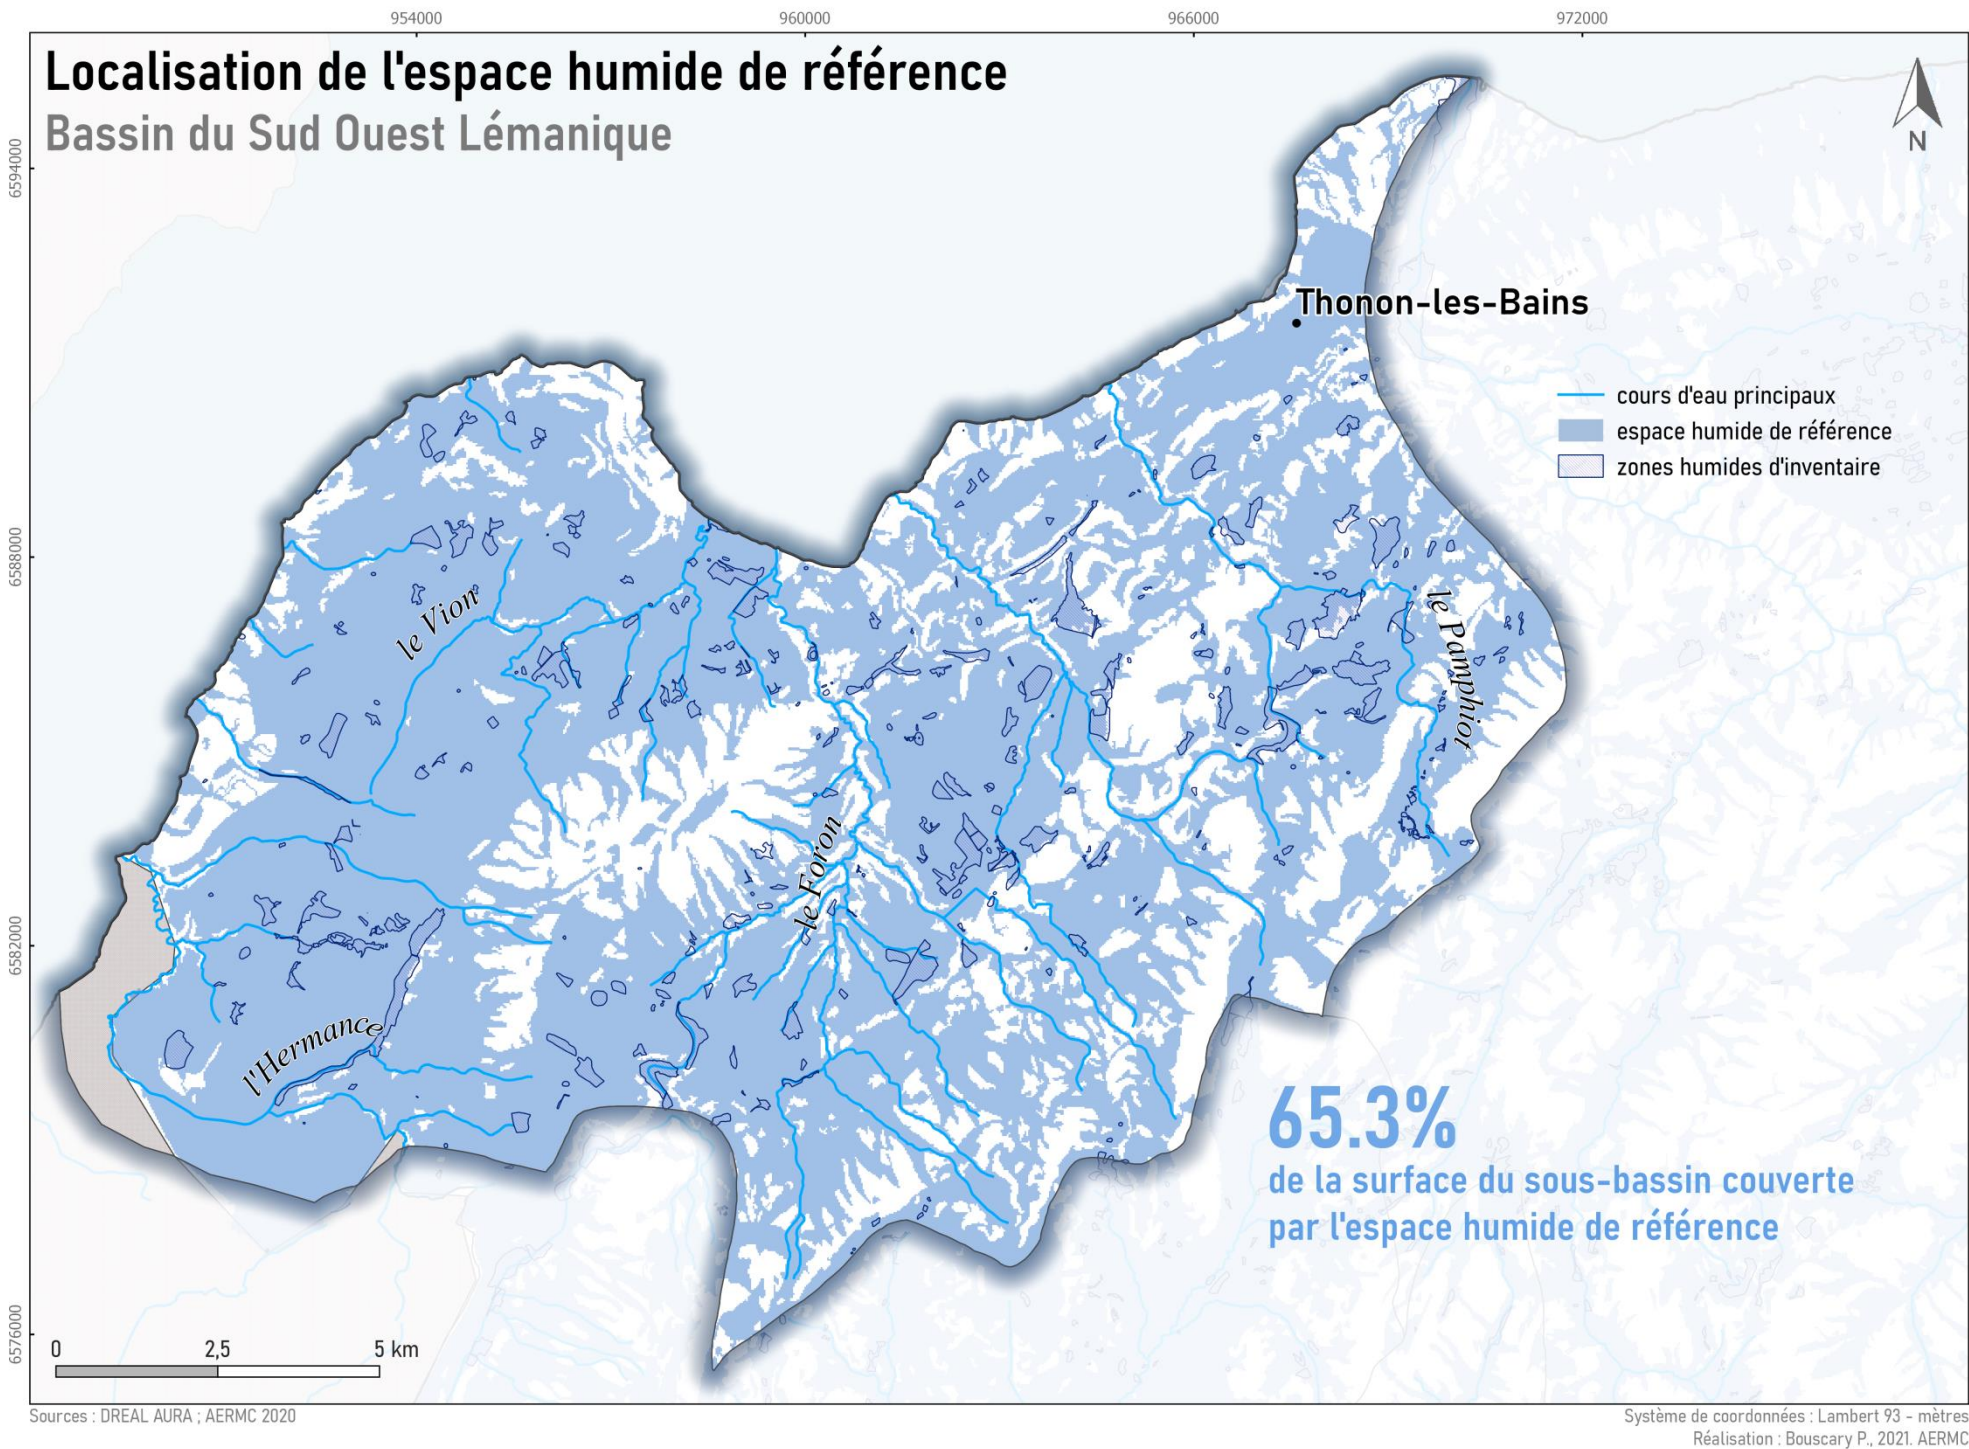 954000
960000
966000
972000
Localisation de l'espace humide de référence
Bassin du Sud Ouest Lémanique
N
6594000
Thonon-les-Bains
cours d'eau principaux
espace humide de référence
zones humides d'inventaire
6588000
le Vion
le Pamphiot
le Foron
6582000
l'Hermance
65.3%
de la surface du sous-bassin couverte
par l'espace humide de référence
6576000
0 2,5 5 km
Sources : DREAL AURA ; AERMC 2020
Système de coordonnées : Lambert 93 - mètres
Réalisation : Bouscary P., 2021. AERMC